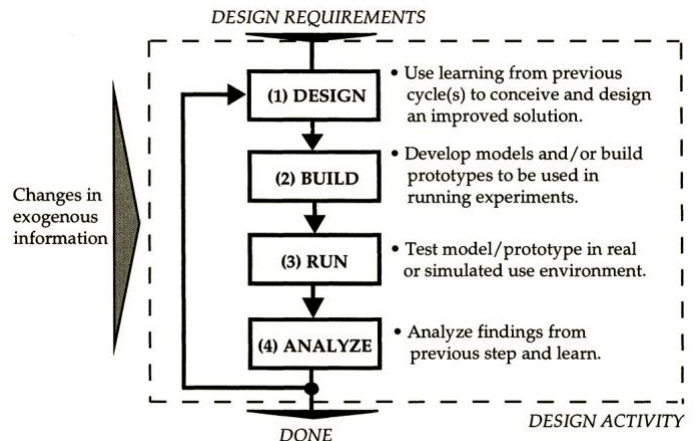 DESIGN REQUIREMENTS
(1) DESIGN
• Use learning from previous
cycle(s) to conceive and design
an improved solution.
(2) BUILD
• Develop models and/or build
prototypes to be used in
running experiments.
Changes in
exogenous
information
(3) RUN
• Test model/prototype in real
or simulated use environment.
(4) ANALYZE
• Analyze findings from
previous step and learn.
DESIGN ACTIVITY
DONE